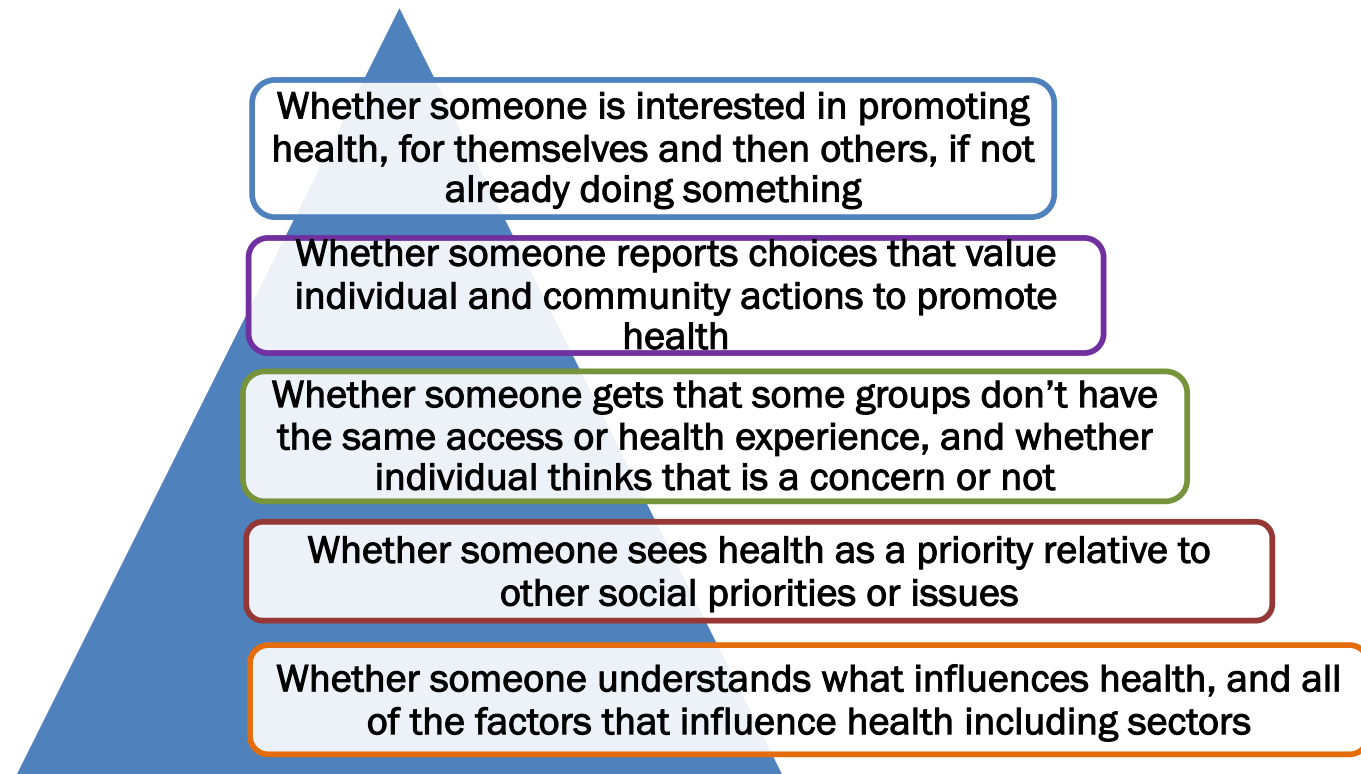 Whether someone is interested in promoting
health, for themselves and then others, if not
already doing something
Whether someone reports choices that value
individual and community actions to promote
health
Whether someone gets that some groups don’t have
the same access or health experience, and whether
individual thinks that is a concern or not
Whether someone sees health as a priority relative to
other social priorities or issues
Whether someone understands what influences health, and all
of the factors that influence health including sectors